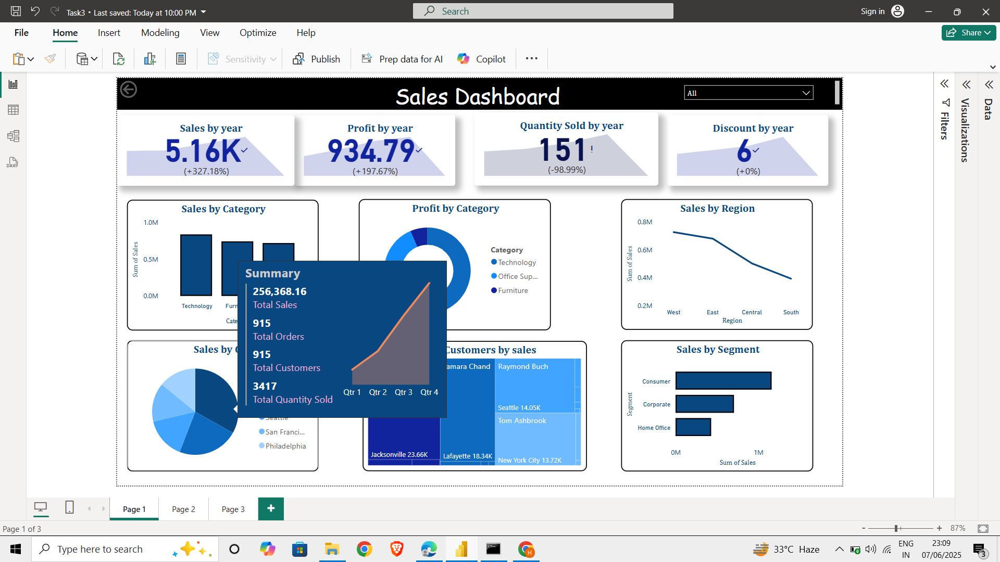 Task3 • Last saved: Today at 10:00 PM
Search
Sign in
File
Home
Insert
Modeling
View
Optimize
Help
Share
Sensitivity
Publish
Prep data for AI
Copilot
DAX
Sales Dashboard
All
Filters
Visualizations
Data
Sales by year
5.16K
(+327.18%)
Profit by year
934.79
(+197.67%)
Quantity Sold by year
151!
(-98.99%)
Discount by year
6
(+0%)
Sales by Category
1.0M
0.5M
0.0M
Sum of Sales
Technology
Furn
Cate
Profit by Category
Category
Technology
Office Sup...
Furniture
Sales by Region
0.8M
0.6M
0.4M
0.2M
Sum of Sales
West
East
Central
South
Region
Summary
256,368.16
Total Sales
915
Total Orders
915
Total Customers
3417
Total Quantity Sold
Qtr 1
Qtr 2
Qtr 3
Qtr 4
Sales by
Seattle
San Franci...
Philadelphia
Customers by sales
amara Chand
Raymond Buch
Seattle 14.05K
Tom Ashbrook
Jacksonville 23.66K
Lafayette 18.34K
New York City 13.72K
Sales by Segment
Segment
Consumer
Corporate
Home Office
0M
1M
Sum of Sales
Page 1
Page 2
Page 3
+
Page 1 of 3
- + 87%
Type here to search
H
33°C Haze
ENG
IN
23:09
07/06/2025
3